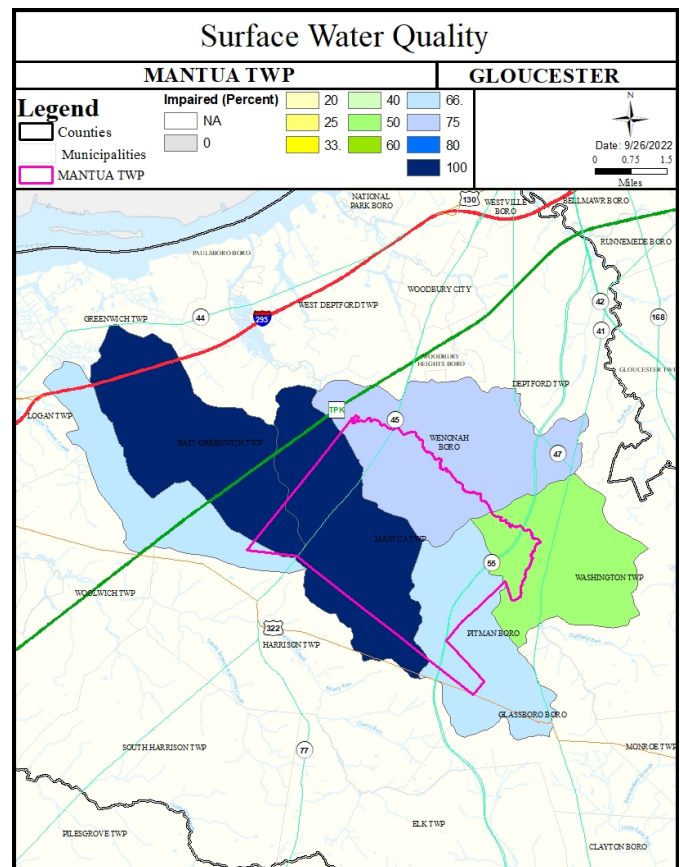 Surface Water Quality
MANTUA TWP
GLOUCESTER
Legend
Counties
Municipalities
MANTUA TWP
Impaired (Percent)
NA
0
20
25
33.
40
50
60
66.
75
80
100
N
Date: 9/26/2022
0 0.75 1.5
Miles
NATIONAL
PARK BORO
130
WESTVILLE
BORO
BELLMAWR BORO
RUNNEMEDE BORO
PAULSBORO BORO
WOODBURY CITY
WEST DEPTFORD TWP
GREENWICH TWP
44
295
42
41
168
WOODBURY
HEIGHTS BORO
GLOUCESTER TWP
DEPTFORD TWP
LOGAN TWP
TPK
45
EAST GREENWICH TWP
WENONAH
BORO
47
MANTUA TWP
55
WASHINGTON TWP
WOOLWICH TWP
322
HARRISON TWP
PITMAN BORO
GLASSBORO BORO
SOUTH HARRISON TWP
77
MONROE TWP
ELK TWP
PILESGROVE TWP
CLAYTON BORO